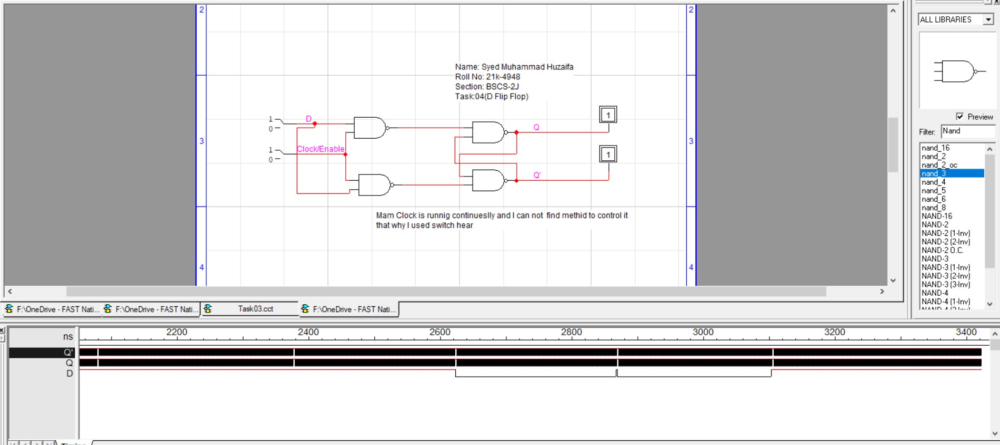 2
2
ALL LIBRARIES
Name: Syed Muhammad Huzaifa
Roll No: 21k-4948
Section: BSCS-2J
Task:04(D Flip Flop)
1
0
D
1
Q
Preview
Filter: Nand
3
3
1
0
Clock/Enable
1
Q'
Mam Clock is runnig continueslly and I can not find methid to control it
that why I used switch hear
4
4
nand_16
nand_2
nand_2_oc
nand_3
nand_4
nand_5
nand_6
nand_8
NAND-16
NAND-2
NAND-2 (1-Inv)
NAND-2 (2-Inv)
NAND-2 O.C.
NAND-3
NAND-3 (1-Inv)
NAND-3 (2-Inv)
NAND-3 (3-Inv)
NAND-4
NAND-4 (1-Inv)
F:\OneDrive - FAST Nati...
F:\OneDrive - FAST Nati...
Task03.cct
F:\OneDrive - FAST Nati...
ns 2200 2400 2600 2800 3000 3200 3400
Q'
Q
D